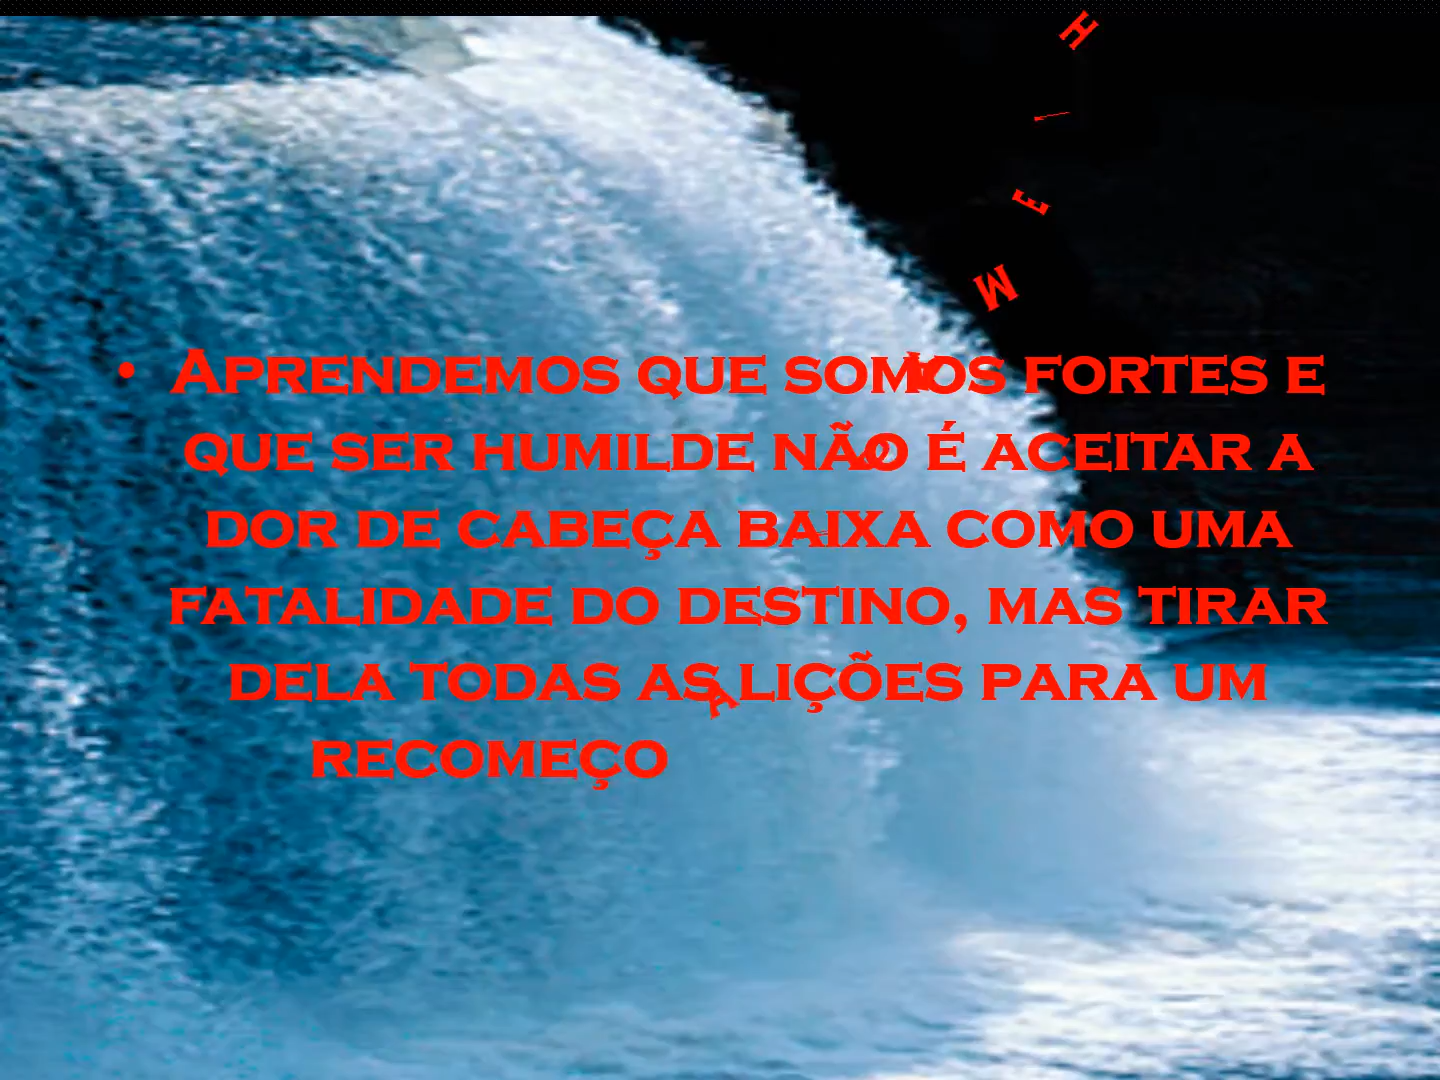 • Aprendemos que somos fortes e
que ser humilde não é aceitar a
dor de cabeça baixa como uma
fatalidade do destino, mas tirar
dela todas as lições para um
recomeço